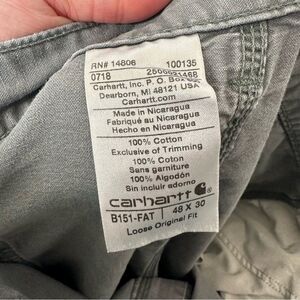 RN# 14806 100135
0718
Carhartt, Inc. P.O. Box
Dearborn, MI 48121 USA
Carhartt.com
Made in Nicaragua
Fabriqué au Nicaragua
Hecho en Nicaragua
100% Cotton
Exclusive of Trimming
100% Coton
Sans garniture
100% Algodón
Sin incluir adorno
carhartt
B151-FAT 48 X 30
Loose Original Fit